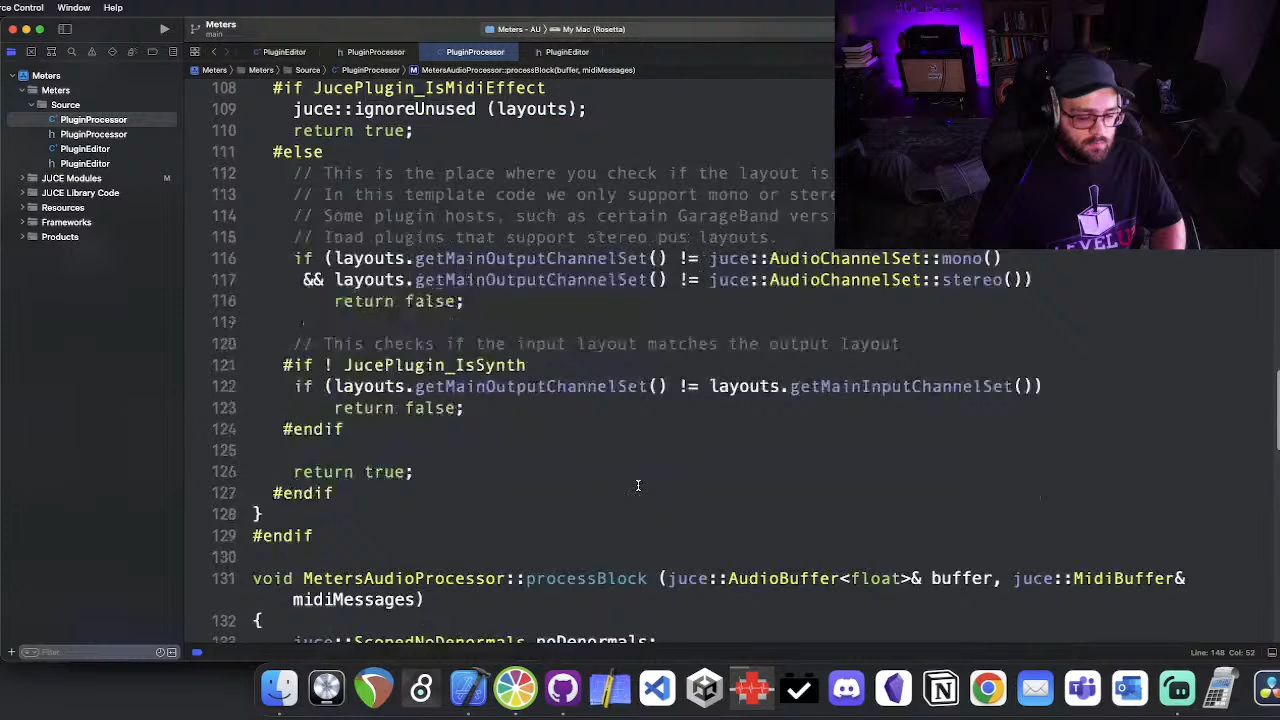 ce Control Window Help
Meters
main
Meters - AU › My Mac (Rosetta)
PluginEditor
PluginProcessor
PluginProcessor
PluginEditor
Meters › Meters › Source › PluginProcessor › MetersAudioProcessor::processBlock(buffer, midiMessages)
Meters
Meters
Source
PluginProcessor
PluginProcessor
PluginEditor
PluginEditor
JUCE Modules M
JUCE Library Code
Resources
Frameworks
Products
108 #if JucePlugin_IsMidiEffect
109 juce::ignoreUnused (layouts);
110 return true;
111 #else
112 // This is the place where you check if the layout is
113 // In this template code we only support mono or stere
114 // Some plugin hosts, such as certain GarageBand versi
115 // load plugins that support stereo bus layouts.
116 if (layouts.getMainOutputChannelSet() != juce::AudioChannelSet::mono()
117 && layouts.getMainOutputChannelSet() != juce::AudioChannelSet::stereo())
118 return false;
119
120 // This checks if the input layout matches the output layout
121 #if ! JucePlugin_IsSynth
122 if (layouts.getMainOutputChannelSet() != layouts.getMainInputChannelSet())
123 return false;
124 #endif
125
126 return true;
127 #endif
128 }
129 #endif
130
131 void MetersAudioProcessor::processBlock (juce::AudioBuffer<float>& buffer, juce::MidiBuffer&
midiMessages)
132 {
133 juce::ScopedNoDenormals noDenormals;
Filter
Line: 148 Col: 52
LEVEL U